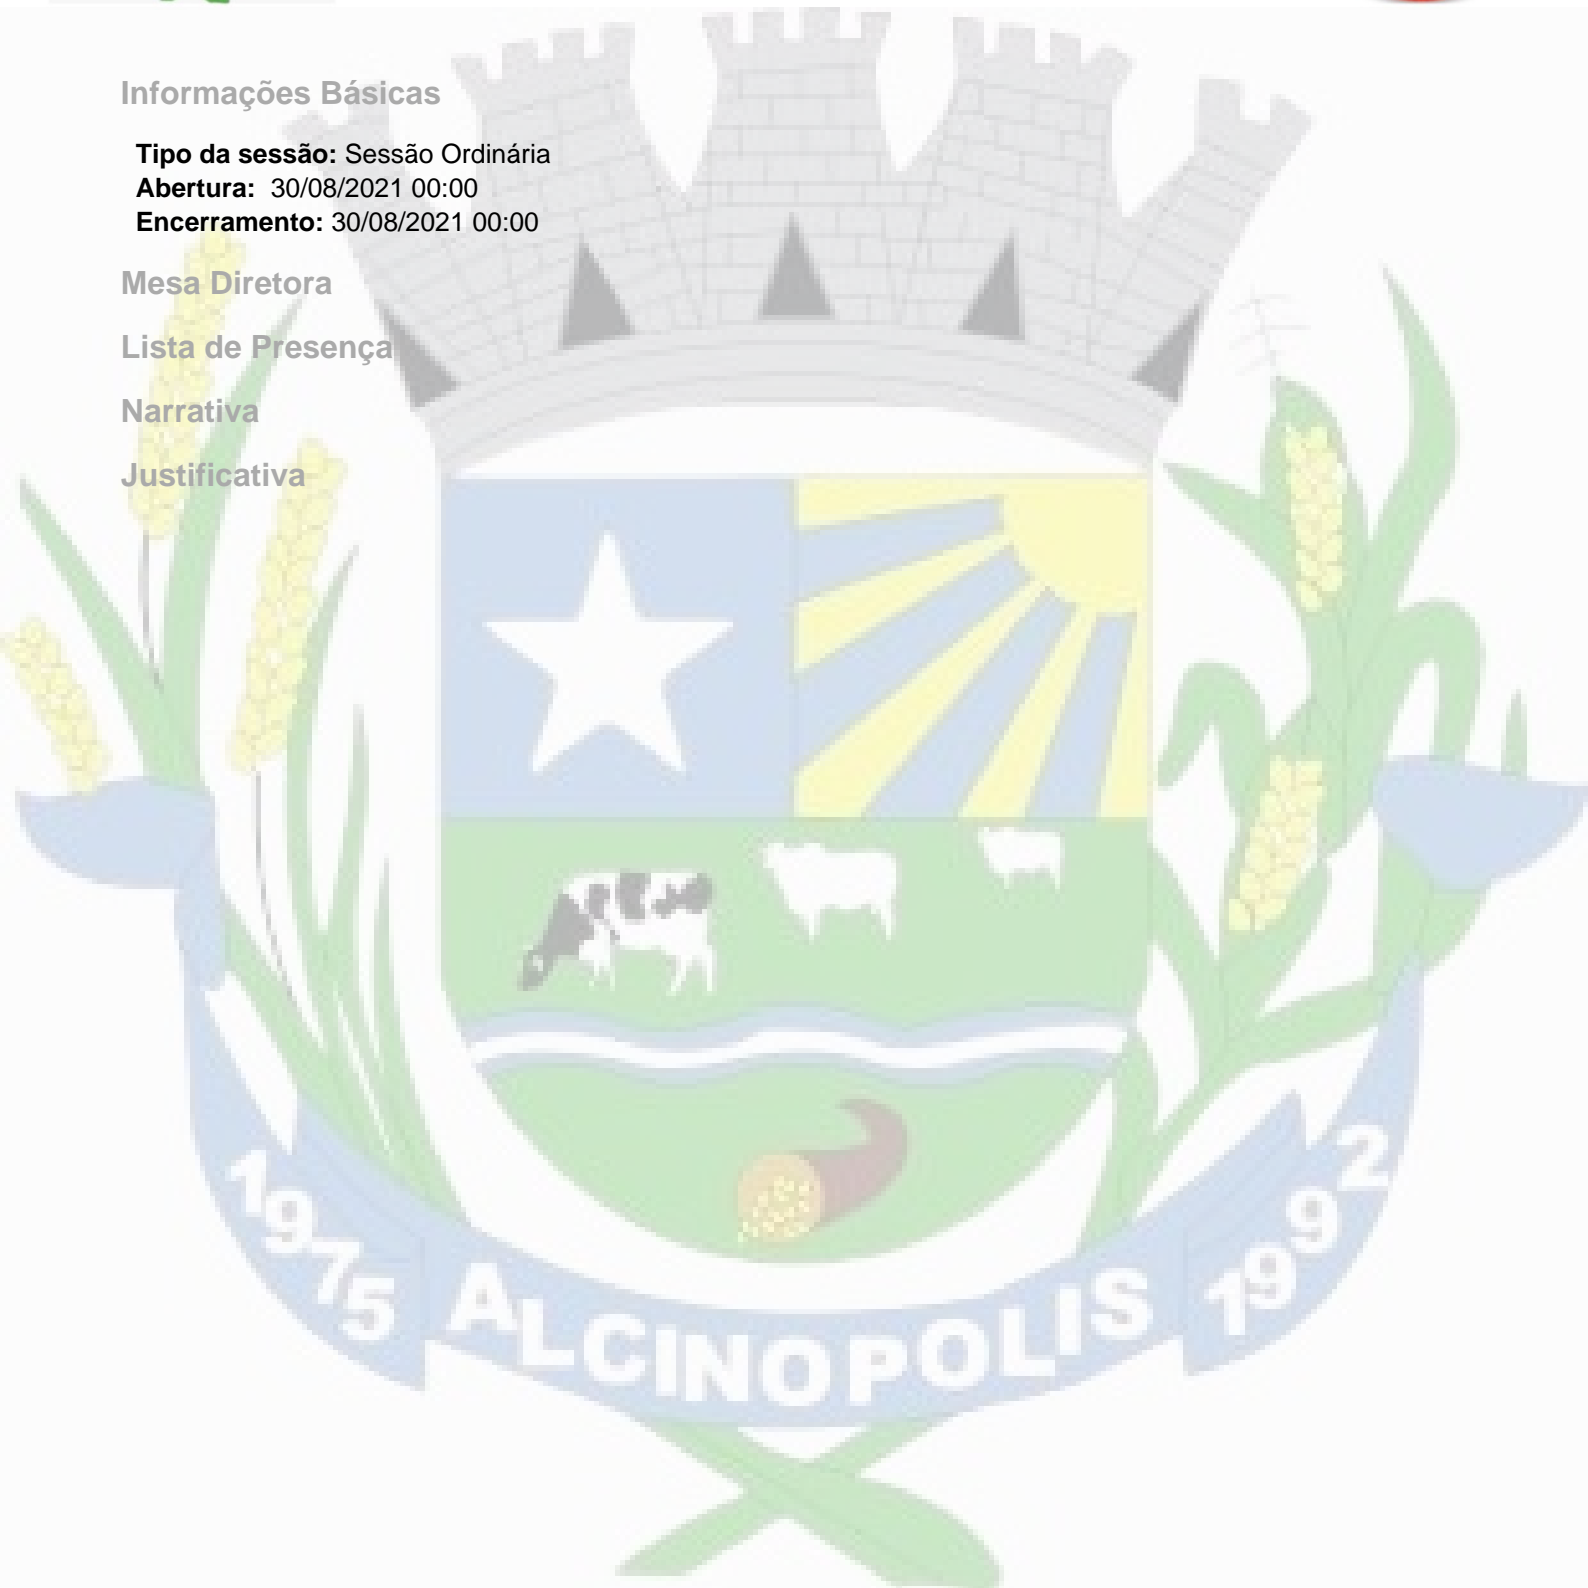 Informações Básicas
Tipo da sessão: Sessão Ordinária
Abertura: 30/08/2021 00:00
Encerramento: 30/08/2021 00:00
Mesa Diretora
Lista de Presença
Narrativa
Justificativa
1975 ALCINOPOLIS 1992